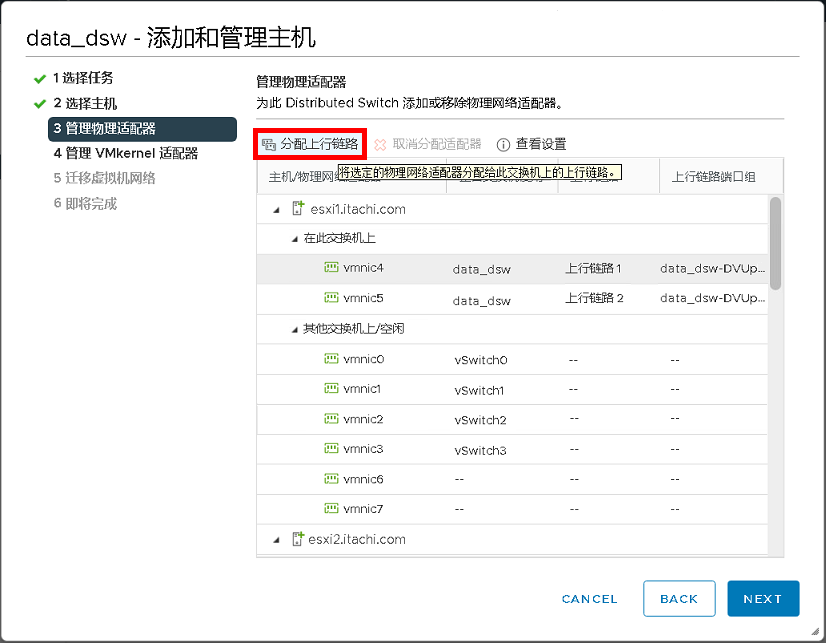 data_dsw - 添加和管理主机
1 选择任务
2 选择主机
3 管理物理适配器
4 管理 VMkernel 适配器
5 迁移虚拟机网络
6 即将完成
管理物理适配器
为此 Distributed Switch 添加或移除物理网络适配器。
分配上行链路 取消分配适配器 查看设置
将选定的物理网络适配器分配给此交换机上的上行链路。
主机/物理网络 上行链路端口组
esxi1.itachi.com
在此交换机上
vmnic4 data_dsw 上行链路 1 data_dsw-DVUp...
vmnic5 data_dsw 上行链路 2 data_dsw-DVUp...
其他交换机上/空闲
vmnic0 vSwitch0 -- --
vmnic1 vSwitch1 -- --
vmnic2 vSwitch2 -- --
vmnic3 vSwitch3 -- --
vmnic6 -- -- --
vmnic7 -- -- --
esxi2.itachi.com
CANCEL BACK NEXT